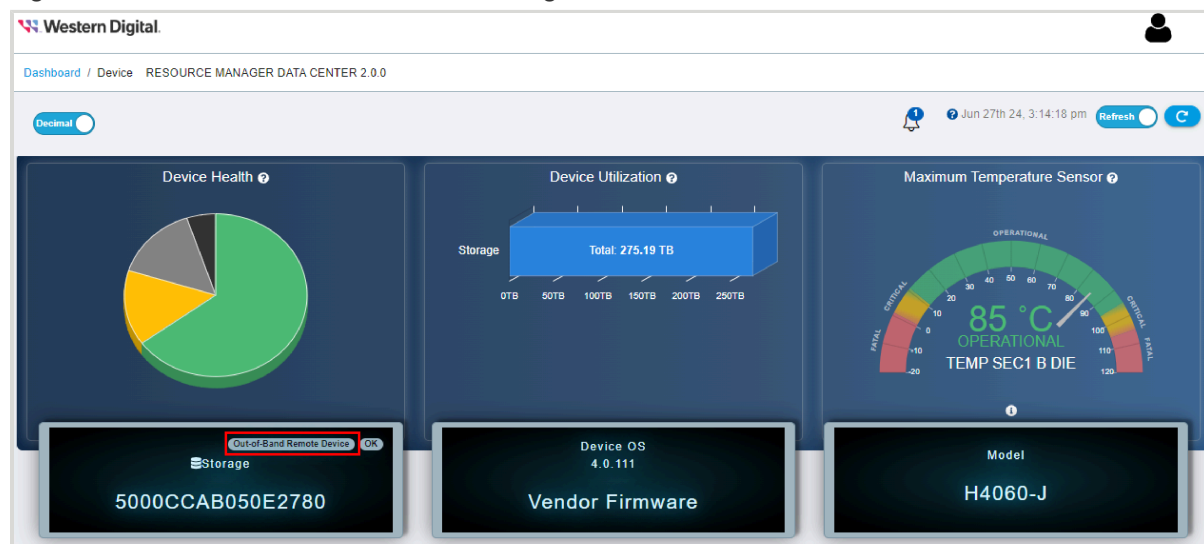 Western Digital.
Dashboard / Device RESOURCE MANAGER DATA CENTER 2.0.0
Decimal
1
Jun 27th 24, 3:14:18 pm
Refresh
Device Health
Device Utilization
Storage
Total: 275.19 TB
0TB 50TB 100TB 150TB 200TB 250TB
Maximum Temperature Sensor
OPERATIONAL
CRITICAL
CRITICAL
FATAL
FATAL
-20 -10 0 10 20 30 40 50 60 70 80 90 100 110 120
85 °C
OPERATIONAL
TEMP SEC1 B DIE
Out-of-Band Remote Device OK
Storage
5000CCAB050E2780
Device OS
4.0.111
Vendor Firmware
Model
H4060-J